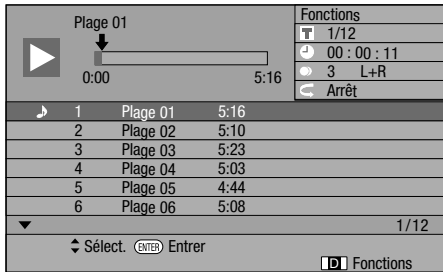 Plage 01
0:00 5:16
Fonctions
T 1/12
00 : 00 : 11
3 L+R
Arrêt
1 Plage 01 5:16
2 Plage 02 5:10
3 Plage 03 5:23
4 Plage 04 5:03
5 Plage 05 4:44
6 Plage 06 5:08
1/12
Sélect. ENTER Entrer
D Fonctions